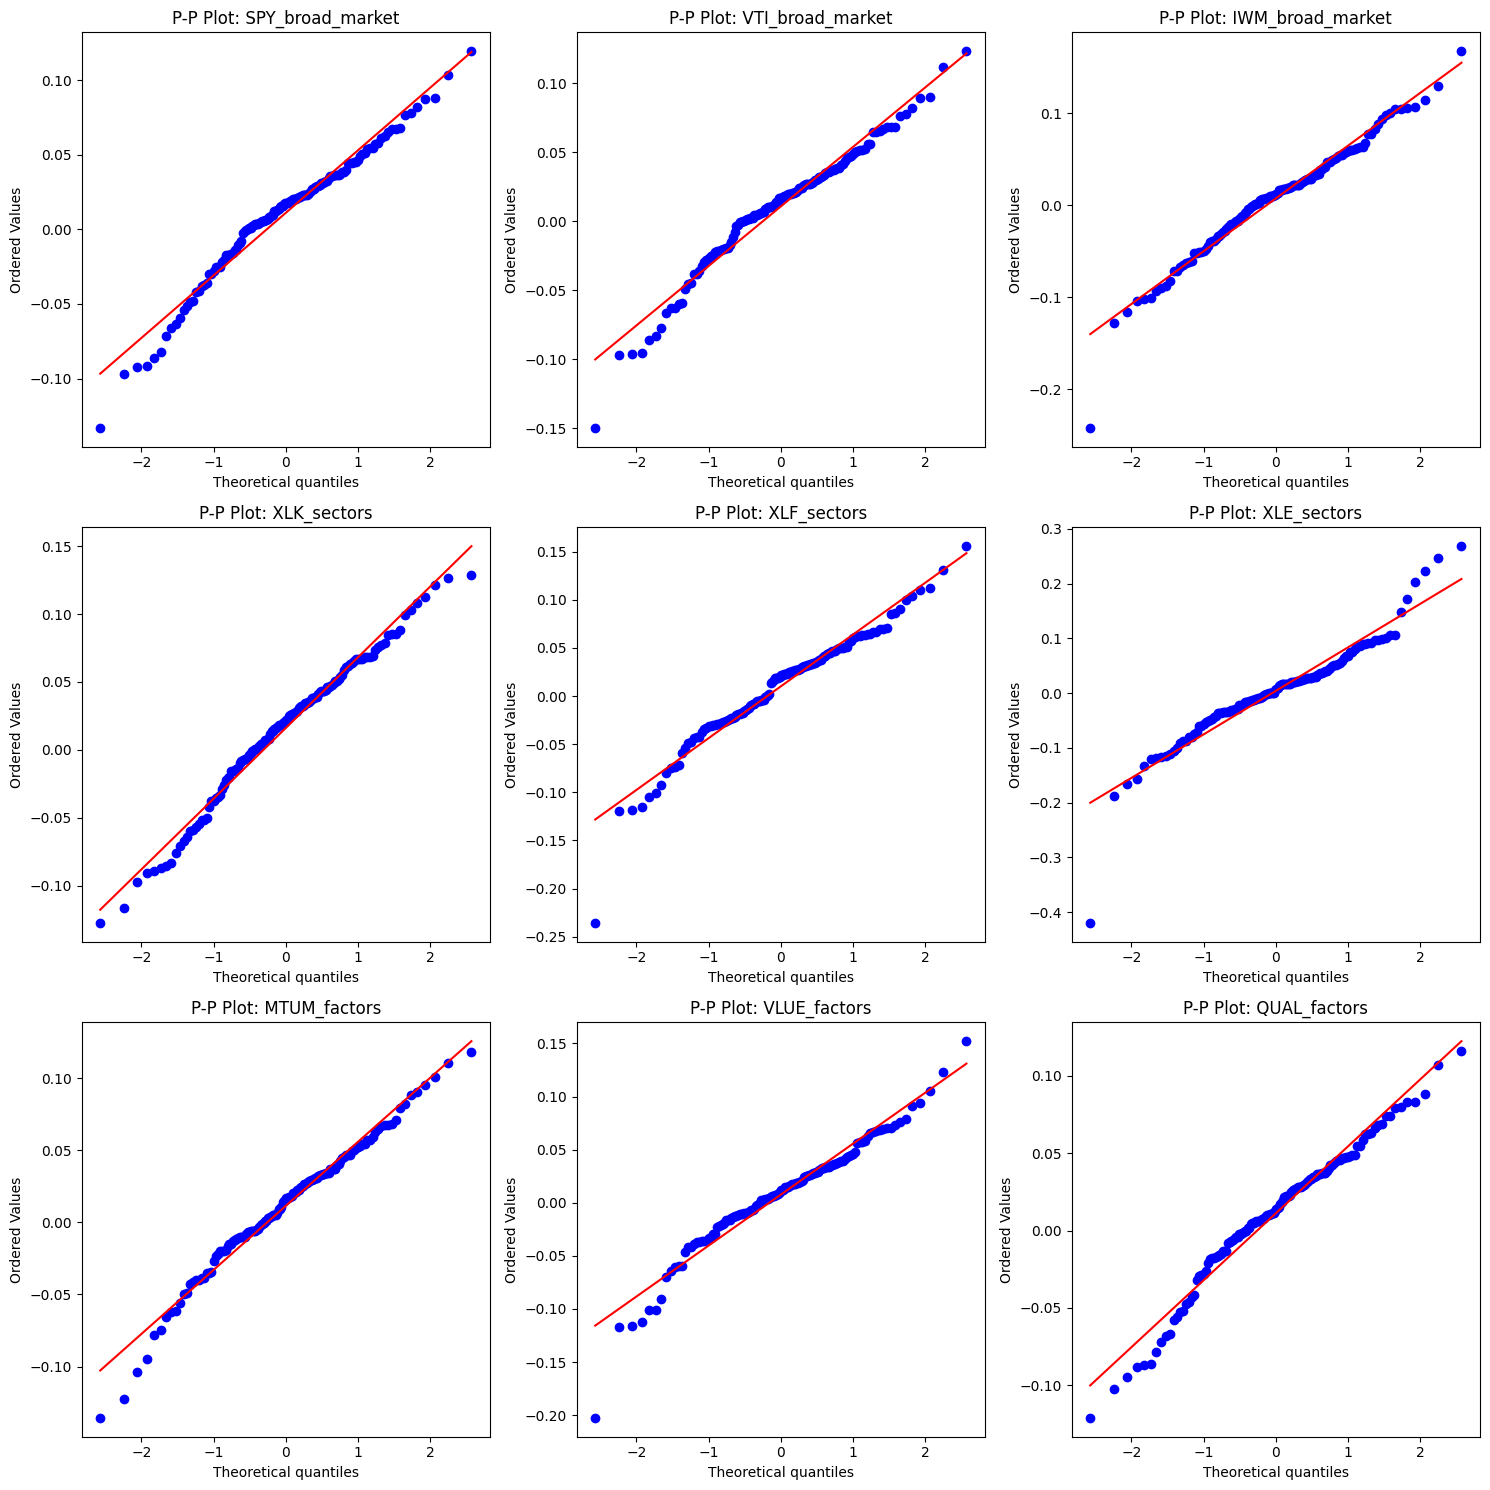 P-P Plot: SPY_broad_market
P-P Plot: VTI_broad_market
P-P Plot: IWM_broad_market
Ordered Values
0.10
0.05
0.00
−0.05
−0.10
−2 −1 0 1 2
Theoretical quantiles
Ordered Values
0.10
0.05
0.00
−0.05
−0.10
−0.15
−2 −1 0 1 2
Theoretical quantiles
Ordered Values
0.1
0.0
−0.1
−0.2
−2 −1 0 1 2
Theoretical quantiles
P-P Plot: XLK_sectors
P-P Plot: XLF_sectors
P-P Plot: XLE_sectors
Ordered Values
0.15
0.10
0.05
0.00
−0.05
−0.10
−2 −1 0 1 2
Theoretical quantiles
Ordered Values
0.15
0.10
0.05
0.00
−0.05
−0.10
−0.15
−0.20
−0.25
−2 −1 0 1 2
Theoretical quantiles
Ordered Values
0.3
0.2
0.1
0.0
−0.1
−0.2
−0.3
−0.4
−2 −1 0 1 2
Theoretical quantiles
P-P Plot: MTUM_factors
P-P Plot: VLUE_factors
P-P Plot: QUAL_factors
Ordered Values
0.10
0.05
0.00
−0.05
−0.10
−2 −1 0 1 2
Theoretical quantiles
Ordered Values
0.15
0.10
0.05
0.00
−0.05
−0.10
−0.15
−0.20
−2 −1 0 1 2
Theoretical quantiles
Ordered Values
0.10
0.05
0.00
−0.05
−0.10
−2 −1 0 1 2
Theoretical quantiles